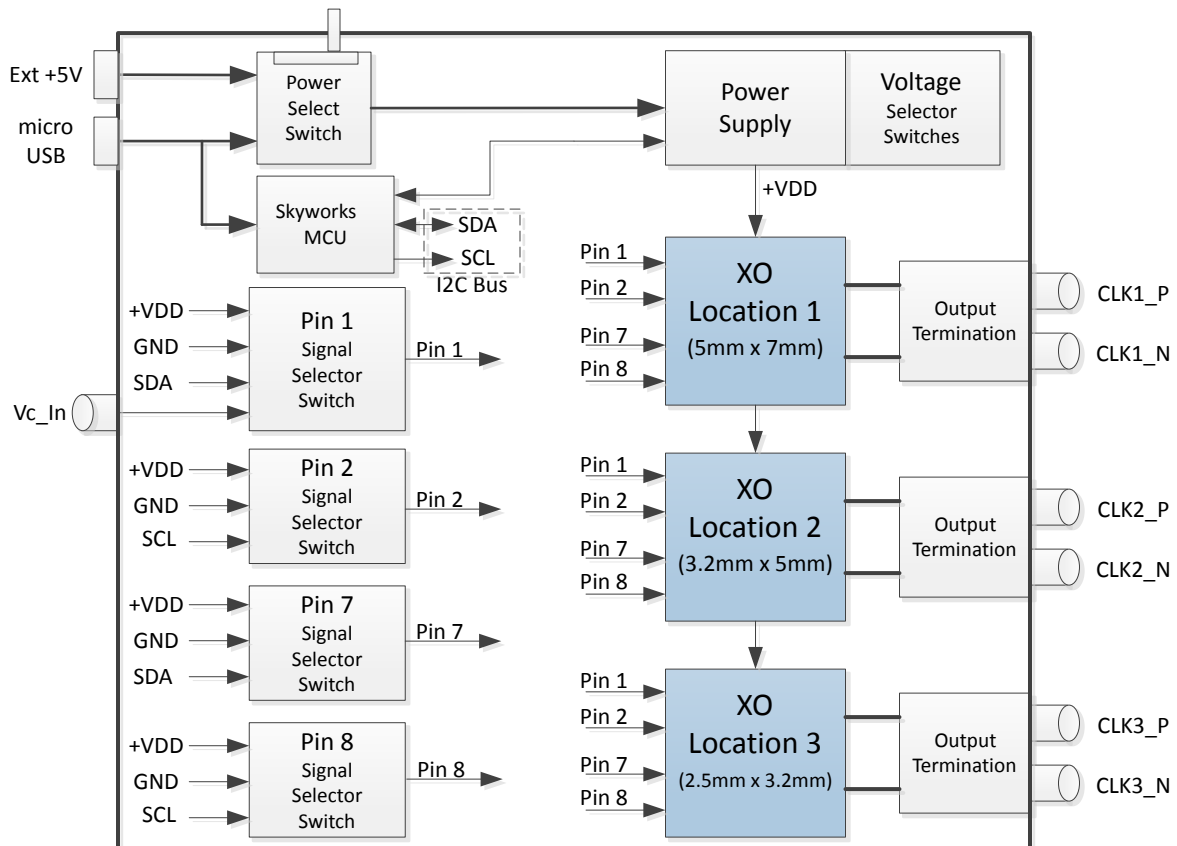 Ext +5V
micro
USB
Power
Select
Switch
Power
Supply
Voltage
Selector
Switches
+VDD
Skyworks
MCU
SDA
SCL
I2C Bus
+VDD
GND
SDA
Vc_In
Pin 1
Signal
Selector
Switch
Pin 1
+VDD
GND
SCL
Pin 2
Signal
Selector
Switch
Pin 2
+VDD
GND
SDA
Pin 7
Signal
Selector
Switch
Pin 7
+VDD
GND
SCL
Pin 8
Signal
Selector
Switch
Pin 8
Pin 1
Pin 2
Pin 7
Pin 8
XO
Location 1
(5mm x 7mm)
Output
Termination
CLK1_P
CLK1_N
Pin 1
Pin 2
Pin 7
Pin 8
XO
Location 2
(3.2mm x 5mm)
Output
Termination
CLK2_P
CLK2_N
Pin 1
Pin 2
Pin 7
Pin 8
XO
Location 3
(2.5mm x 3.2mm)
Output
Termination
CLK3_P
CLK3_N